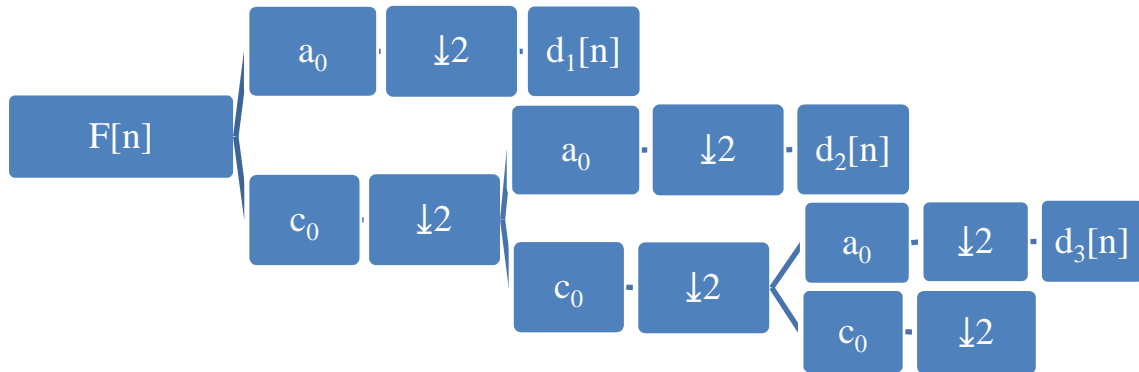 a₀ ↓2 d₁[n]
F[n]
a₀ ↓2 d₂[n]
c₀ ↓2
a₀ ↓2 d₃[n]
c₀ ↓2
c₀ ↓2